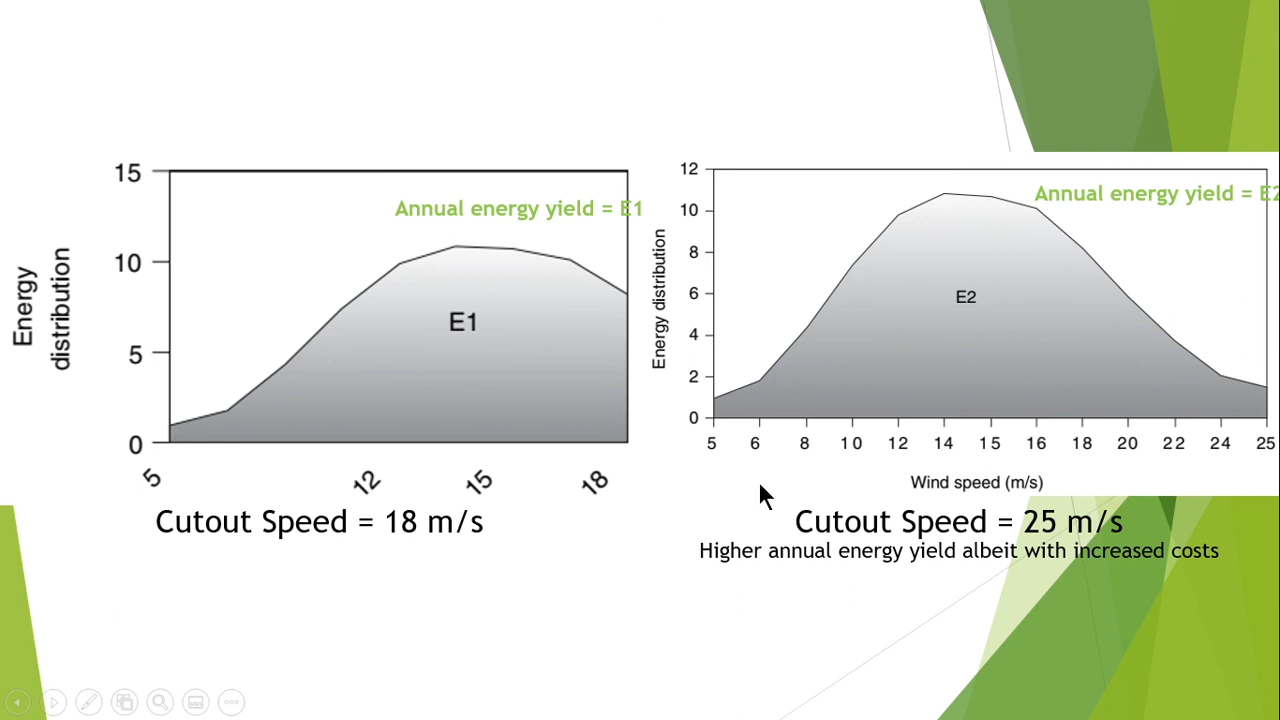 15
10
5
0
Energy
distribution
Annual energy yield = E1
E1
5
12
15
18
Cutout Speed = 18 m/s
12
10
8
6
4
2
0
Energy distribution
Annual energy yield = E2
E2
5 6 8 10 12 14 15 16 18 20 22 24 25
Wind speed (m/s)
Cutout Speed = 25 m/s
Higher annual energy yield albeit with increased costs